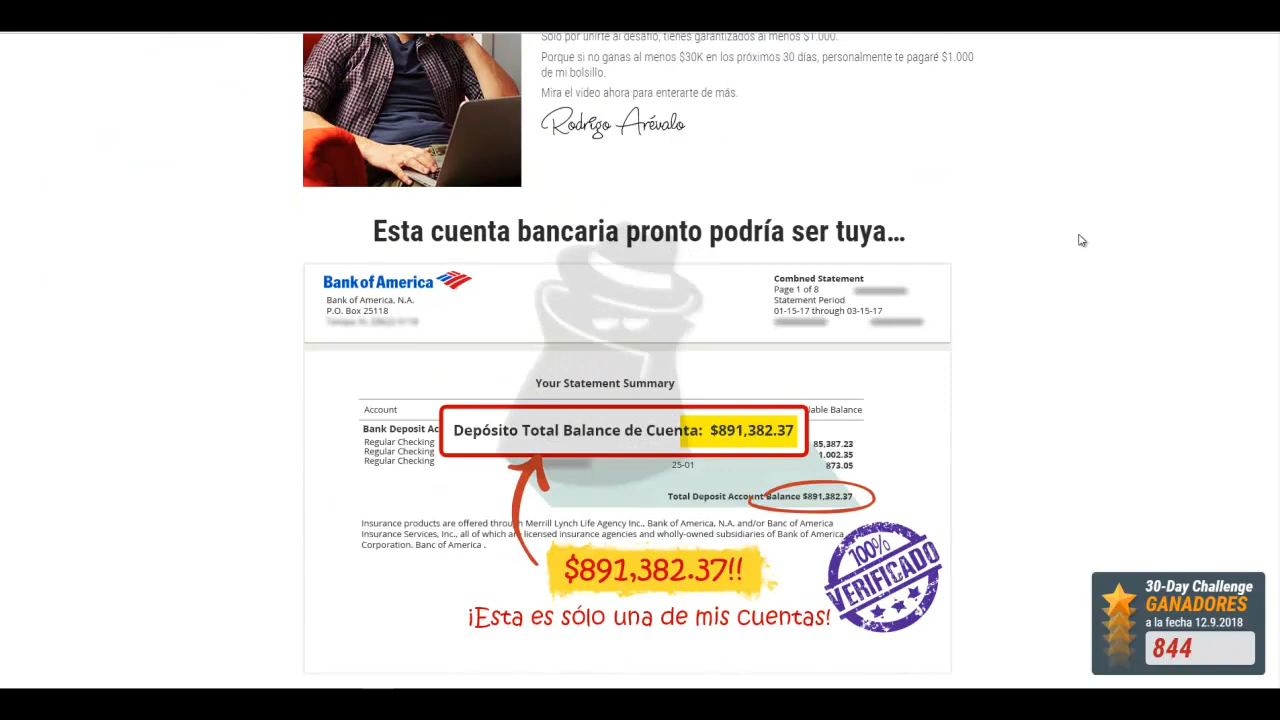 Sólo por unirte al desafío, tienes garantizados al menos $1.000.
Porque si no ganas al menos $30K en los próximos 30 días, personalmente te pagaré $1.000
de mi bolsillo.
Mira el video ahora para enterarte de más.
Rodrigo Arévalo
Esta cuenta bancaria pronto podría ser tuya...
Bank of America
Bank of America, N.A.
P.O. Box 25118
Combned Statement
Page 1 of 8
Statement Period
01-15-17 through 03-15-17
Your Statement Summary
Account
lable Balance
Bank Deposit Ac
Depósito Total Balance de Cuenta: $891,382.37
Regular Checking
85,387.23
Regular Checking
1.002.35
Regular Checking
25-01
873.05
Total Deposit Account Balance $891,382.37
Insurance products are offered through Merrill Lynch Life Agency Inc., Bank of America, N.A. and/or Banc of America
Insurance Services, Inc., all of which are licensed insurance agencies and wholly-owned subsidiaries of Bank of America
Corporation. Banc of America .
$891,382.37!!
¡Esta es sólo una de mis cuentas!
100%
VERIFICADO
30-Day Challenge
GANADORES
a la fecha 12.9.2018
844